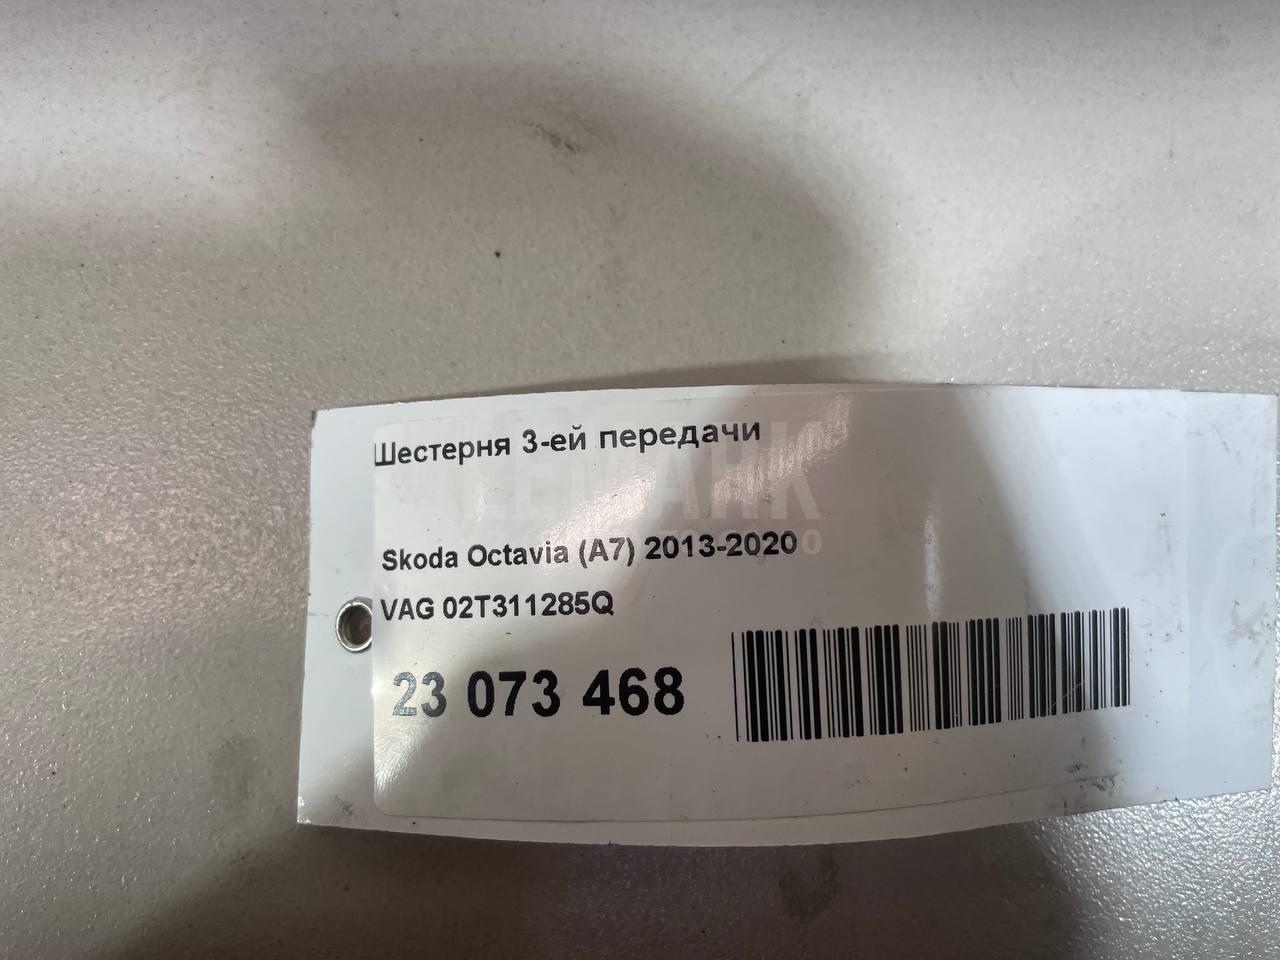 Шестерня 3-ей передачи
Skoda Octavia (A7) 2013-2020
VAG 02T311285Q
23 073 468